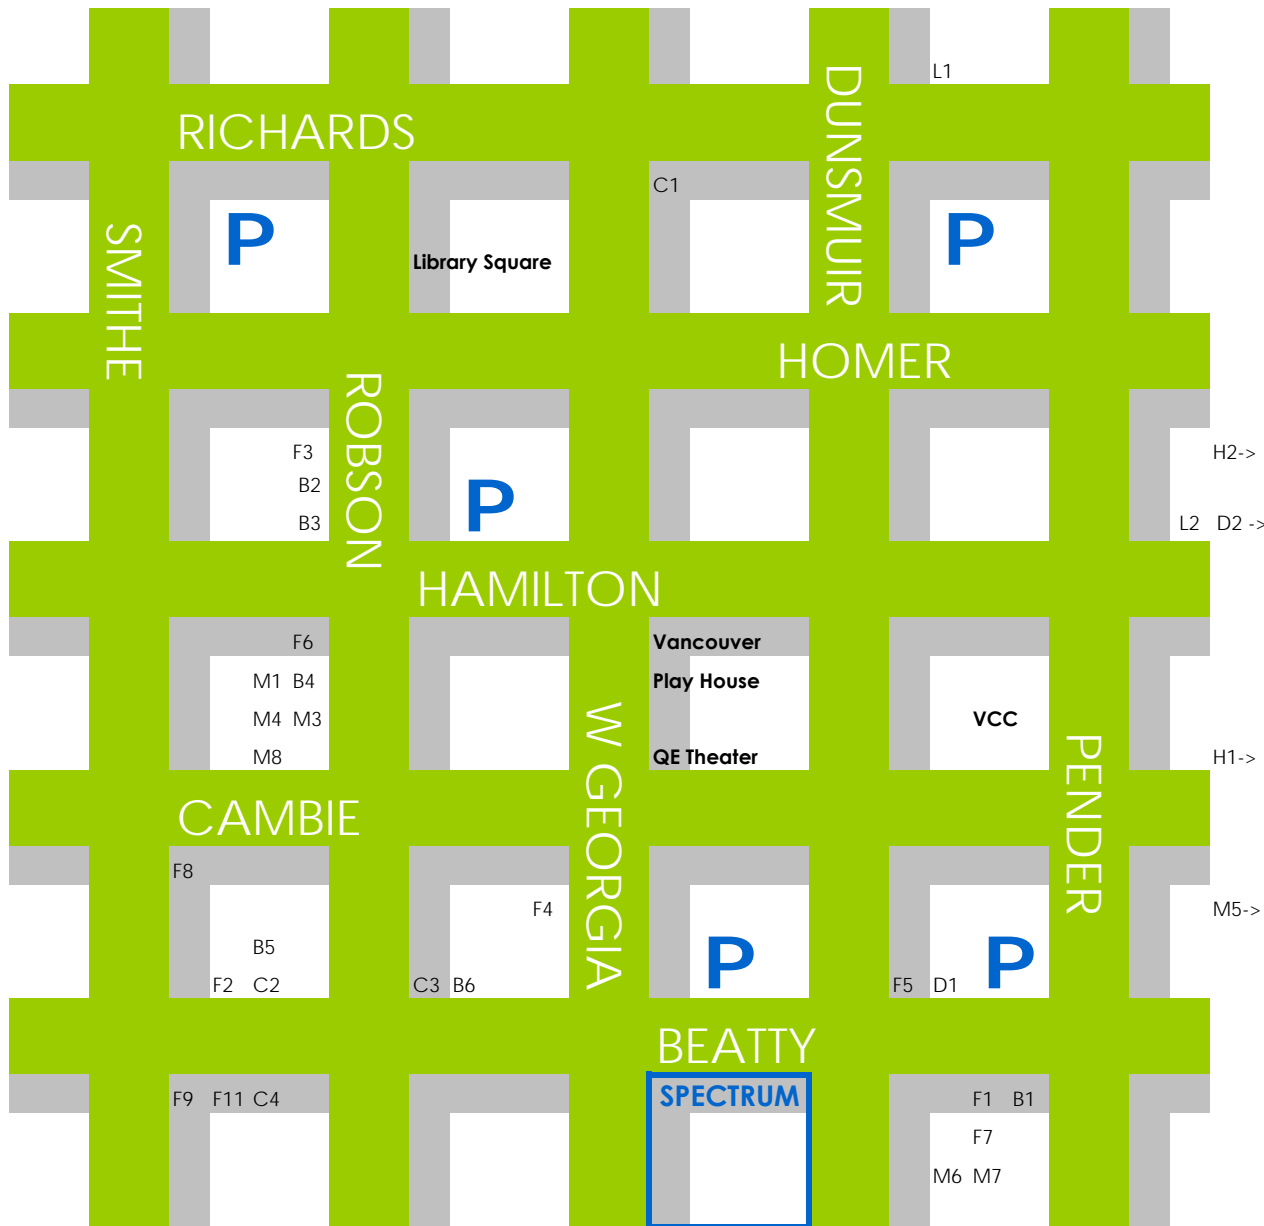 L1
DUNSMUIR
RICHARDS
C1
P
P
SMITHE
Library Square
HOMER
ROBSON
F3
H2->
B2
P
B3
L2 D2 ->
HAMILTON
F6
Vancouver
M1 B4
Play House
M4 M3
VCC
W GEORGIA
M8
QE Theater
H1->
PENDER
CAMBIE
F8
F4
M5->
B5
P
P
F2 C2
C3 B6
F5 D1
BEATTY
F9 F11 C4
SPECTRUM
F1 B1
F7
M6 M7